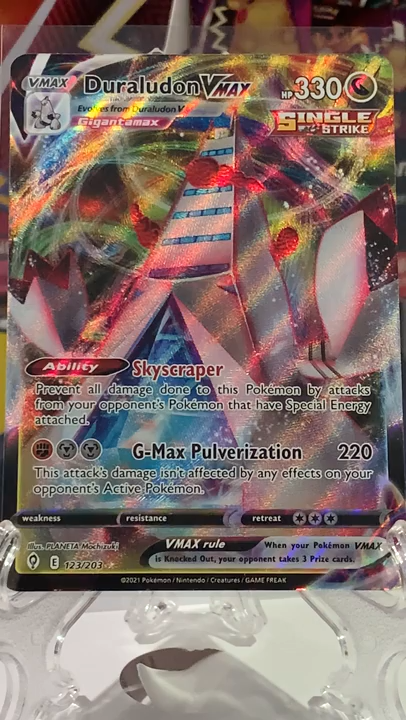 VMAX Duraludon VMAX HP 330
Evolves from Duraludon V
Gigantamax
SINGLE
STRIKE
Ability Skyscraper
Prevent all damage done to this Pokémon by attacks
from your opponent's Pokémon that have Special Energy
attached.
G-Max Pulverization 220
This attack's damage isn't affected by any effects on your
opponent's Active Pokémon.
weakness resistance retreat
Illus. PLANETA Mochizuki
VMAX rule When your Pokémon VMAX
is Knocked Out, your opponent takes 3 Prize cards.
E 123/203
©2021 Pokémon / Nintendo / Creatures / GAME FREAK